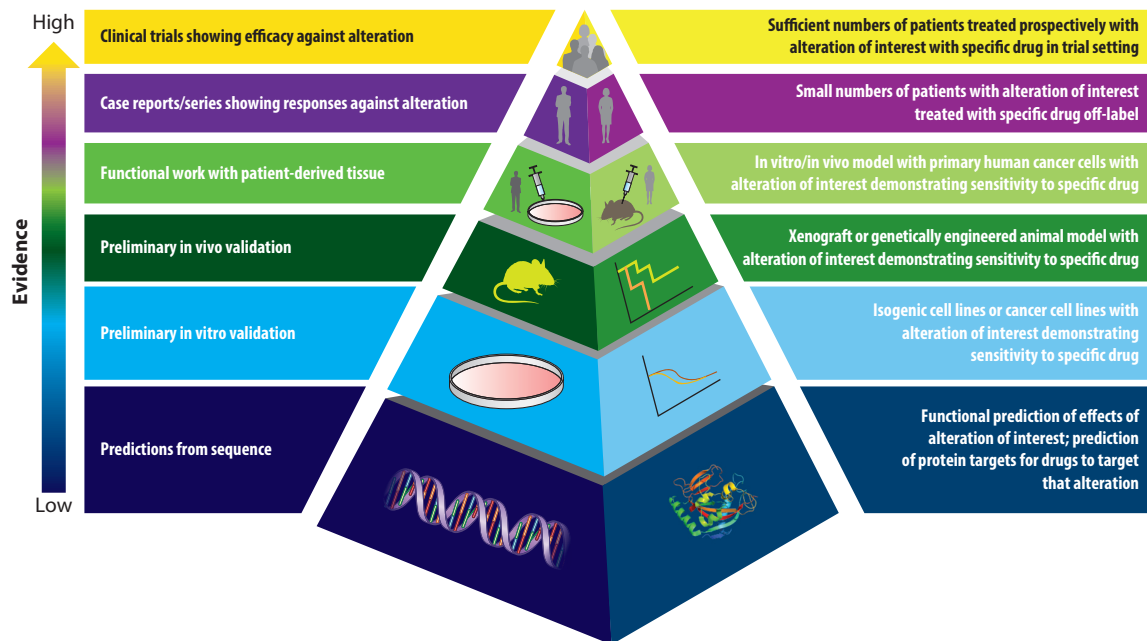 High
Clinical trials showing efficacy against alteration
Sufficient numbers of patients treated prospectively with
alteration of interest with specific drug in trial setting
Case reports/series showing responses against alteration
Small numbers of patients with alteration of interest
treated with specific drug off-label
Functional work with patient-derived tissue
In vitro/in vivo model with primary human cancer cells with
alteration of interest demonstrating sensitivity to specific drug
Evidence
Preliminary in vivo validation
Xenograft or genetically engineered animal model with
alteration of interest demonstrating sensitivity to specific drug
Preliminary in vitro validation
Isogenic cell lines or cancer cell lines with
alteration of interest demonstrating
sensitivity to specific drug
Predictions from sequence
Functional prediction of effects of
alteration of interest; prediction
of protein targets for drugs to target
that alteration
Low